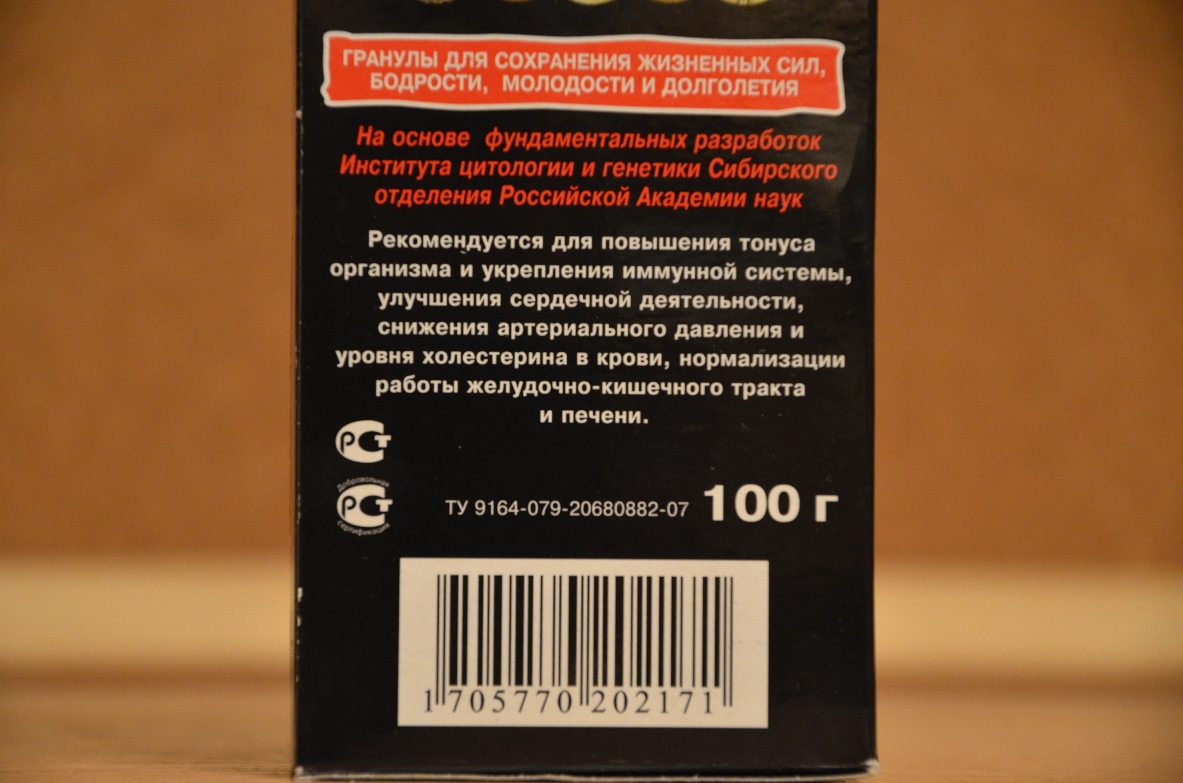 ГРАНУЛЫ ДЛЯ СОХРАНЕНИЯ ЖИЗНЕННЫХ СИЛ,
БОДРОСТИ, МОЛОДОСТИ И ДОЛГОЛЕТИЯ
На основе фундаментальных разработок
Института цитологии и генетики Сибирского
отделения Российской Академии наук
Рекомендуется для повышения тонуса
организма и укрепления иммунной системы,
улучшения сердечной деятельности,
снижения артериального давления и
уровня холестерина в крови, нормализации
работы желудочно-кишечного тракта
и печени.
РСТ
Добровольная
РСТ
сертификация
ТУ 9164-079-20680882-07 100 г
1 705770 202171